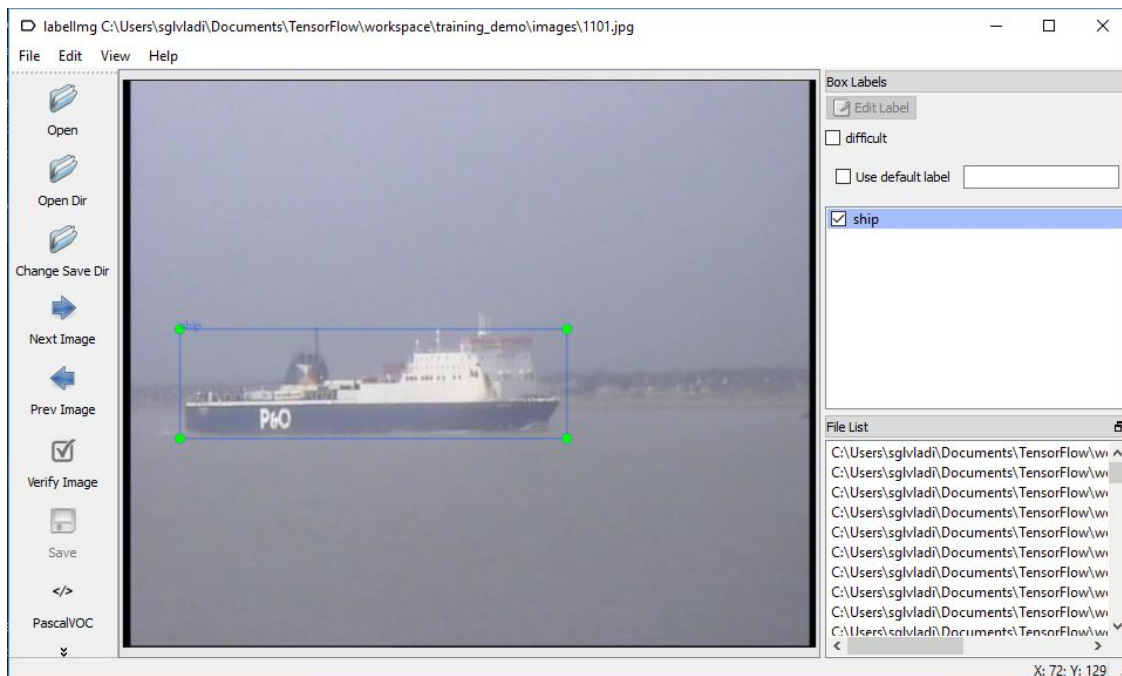 labelImg C:\Users\sglvladi\Documents\TensorFlow\workspace\training_demo\images\1101.jpg
File Edit View Help
Open
Open Dir
Change Save Dir
Next Image
Prev Image
Verify Image
Save
</>
PascalVOC
ship
P&O
Box Labels
Edit Label
difficult
Use default label
ship
File List
C:\Users\sglvladi\Documents\TensorFlow\w
C:\Users\sglvladi\Documents\TensorFlow\w
C:\Users\sglvladi\Documents\TensorFlow\w
C:\Users\sglvladi\Documents\TensorFlow\w
C:\Users\sglvladi\Documents\TensorFlow\w
C:\Users\sglvladi\Documents\TensorFlow\w
C:\Users\sglvladi\Documents\TensorFlow\w
C:\Users\sglvladi\Documents\TensorFlow\w
C:\Users\sglvladi\Documents\TensorFlow\w
C:\Users\sglvladi\Documents\TensorFlow\w
X: 72; Y: 129